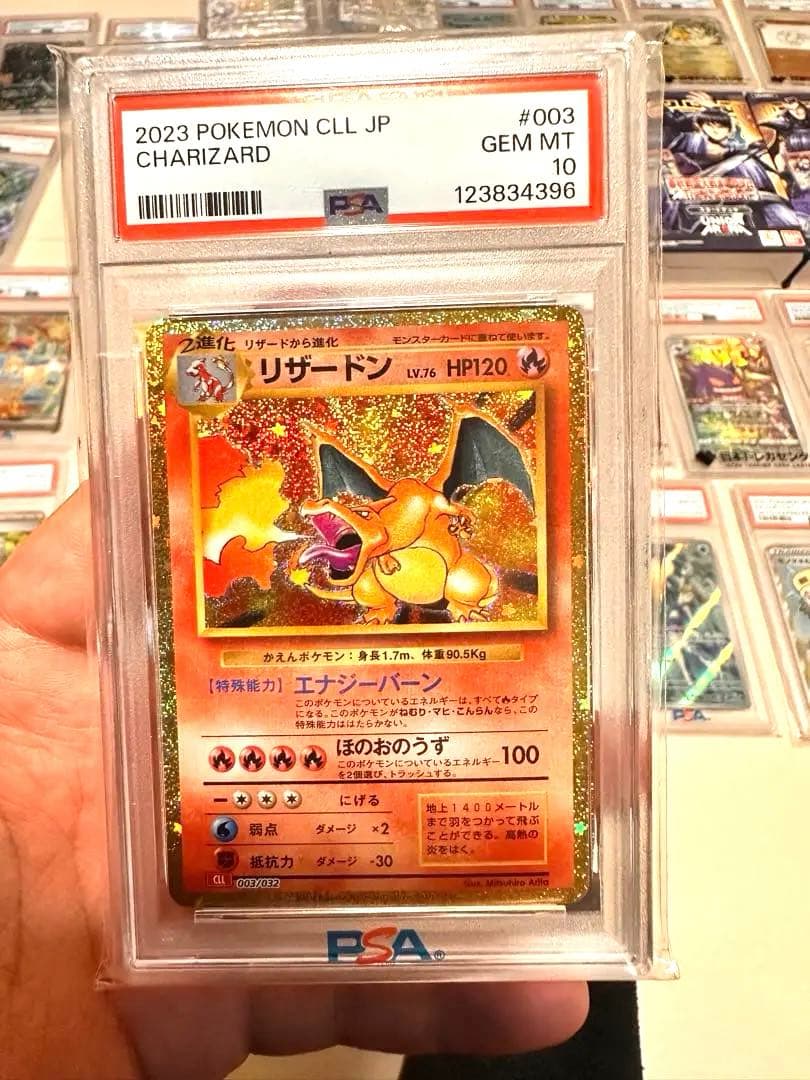 2023 POKEMON CLL JP #003
CHARIZARD GEM MT
10
PSA 123834396
2進化 リザードから進化 モンスターカードに重ねて使います。
リザードン LV.76 HP120
かえんポケモン：身長1.7m、体重90.5Kg
【特殊能力】エナジーバーン
このポケモンについているエネルギーは、すべて🔥タイプ
になる。このポケモンがねむり・マヒ・こんらんなら、この
特殊能力ははたらかない。
ほのおのうず 100
このポケモンについているエネルギー
を2個選び、トラッシュする。
にげる
弱点 ダメージ ×2
抵抗力 ダメージ -30
地上1400メートル
まで羽をつかって飛ぶ
ことができる。高熱の
炎をはく。
CLL 003/032 Illus. Mitsuhiro Arita
PSA®
UNION
ARENA
日本トレカセンタ
PSA